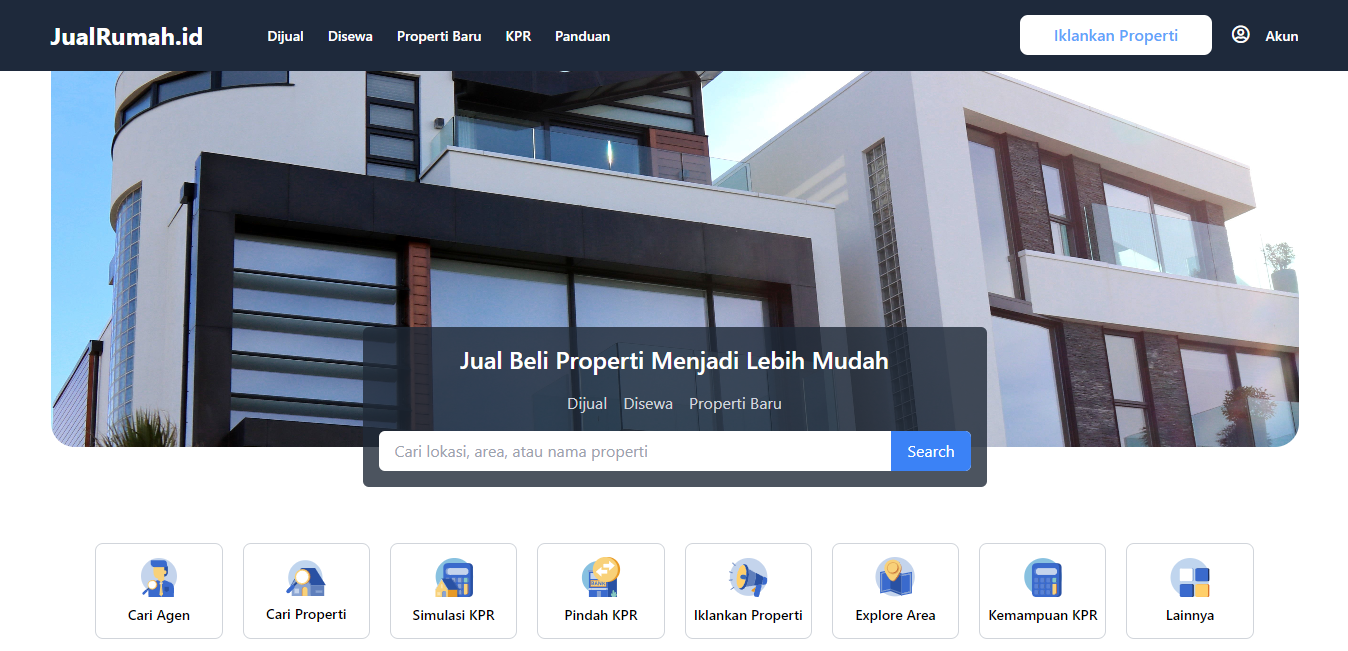 JualRumah.id Dijual Disewa Properti Baru KPR Panduan Iklankan Properti Akun
Jual Beli Properti Menjadi Lebih Mudah
Dijual Disewa Properti Baru
Cari lokasi, area, atau nama properti Search
BANK
Cari Agen Cari Properti Simulasi KPR Pindah KPR Iklankan Properti Explore Area Kemampuan KPR Lainnya